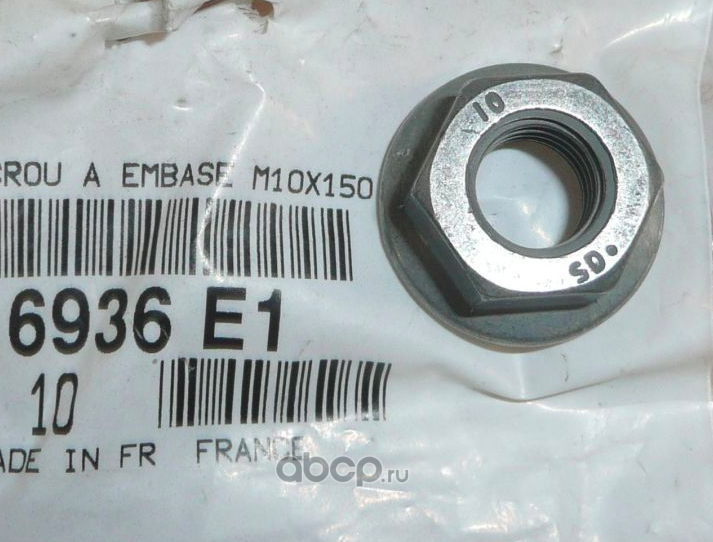 CROU A EMBASE M10X150
6936 E1
10
ADE IN FR FRANCE
10
SD.
abcp.ru